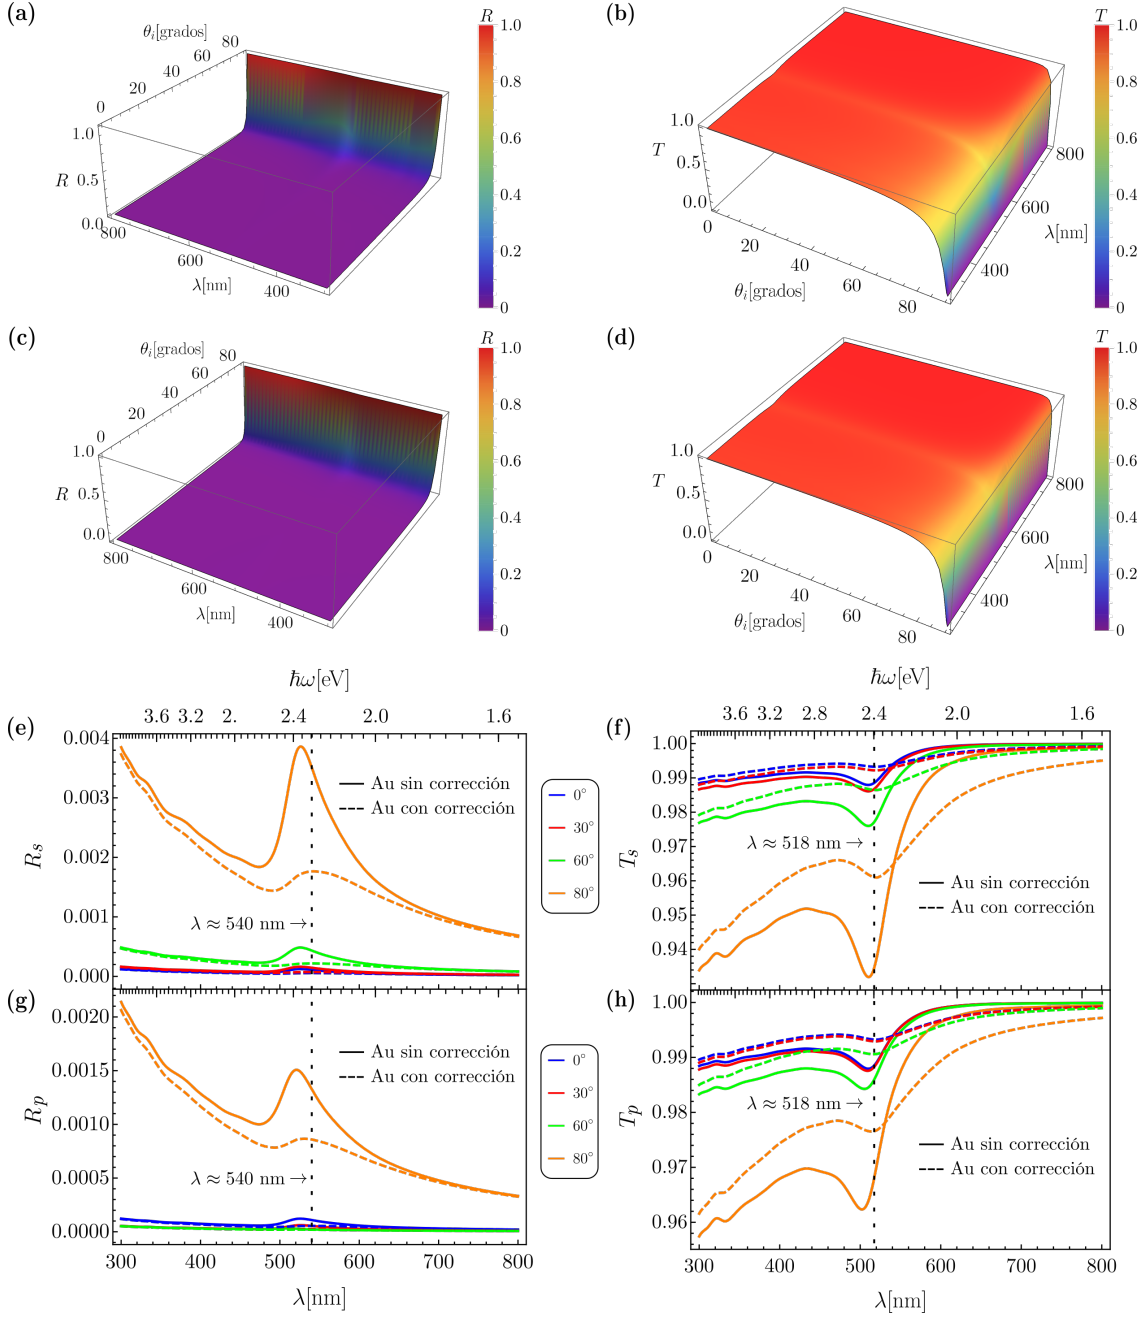 (a)
θi[grados]
80
60
40
20
0
1.0
R
0.5
0.0
800
600
λ[nm]
400
R
1.0
0.8
0.6
0.4
0.2
0
(b)
1.0
T
0.5
0.0
0
20
40
θi[grados]
60
80
400
600
λ[nm]
800
T
1.0
0.8
0.6
0.4
0.2
0
(c)
θi[grados]
80
60
40
20
0
1.0
R
0.5
0.0
800
600
λ[nm]
400
R
1.0
0.8
0.6
0.4
0.2
0
(d)
1.0
T
0.5
0.0
0
20
40
θi[grados]
60
80
400
600
λ[nm]
800
T
1.0
0.8
0.6
0.4
0.2
0
ℏω[eV]
(e)
3.6 3.2 2. 2.4 2.0 1.6
0.004
0.003
0.002
0.001
0.000
Rs
Au sin corrección
Au con corrección
λ ≈ 540 nm →
0°
30°
60°
80°
ℏω[eV]
(f)
3.6 3.2 2.8 2.4 2.0 1.6
1.00
0.99
0.98
0.97
0.96
0.95
0.94
Ts
λ ≈ 518 nm →
Au sin corrección
Au con corrección
(g)
0.0020
0.0015
0.0010
0.0005
0.0000
Rp
Au sin corrección
Au con corrección
λ ≈ 540 nm →
300 400 500 600 700 800
λ[nm]
0°
30°
60°
80°
(h)
1.00
0.99
0.98
0.97
0.96
Tp
λ ≈ 518 nm →
Au sin corrección
Au con corrección
300 400 500 600 700 800
λ[nm]